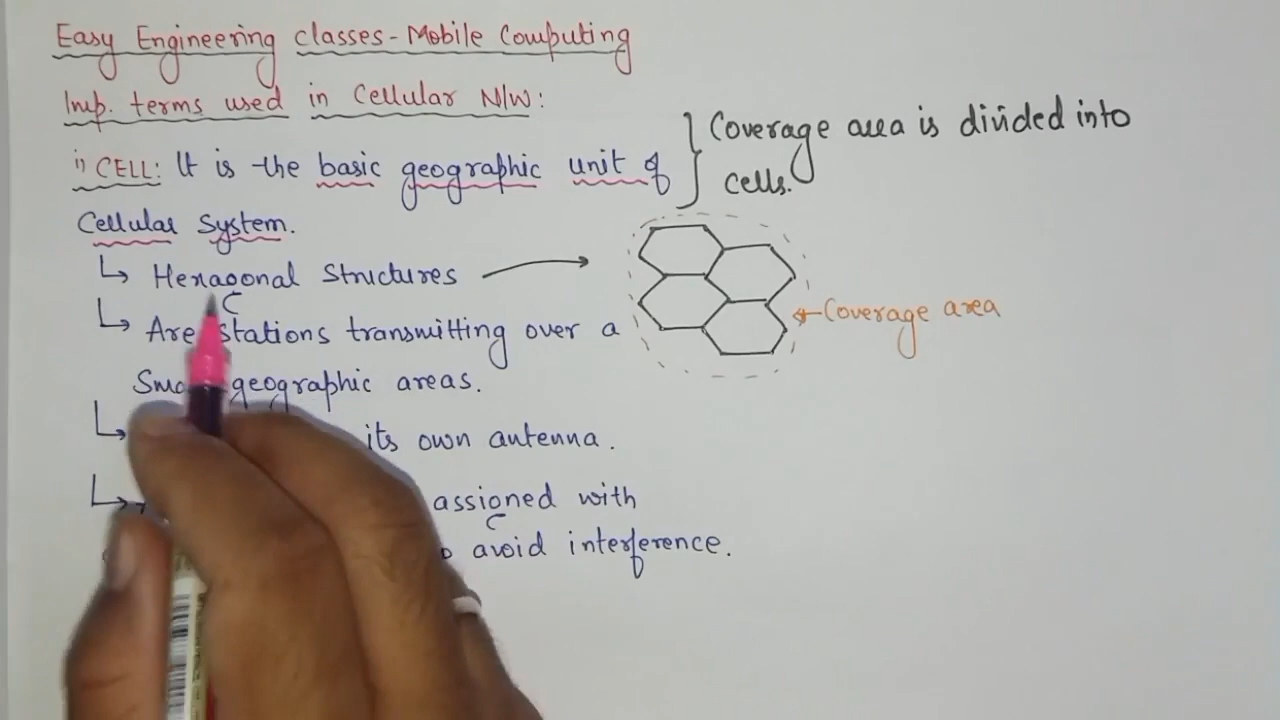 Easy Engineering classes - Mobile Computing
Imp. terms used in Cellular N/W:
i) CELL: It is the basic geographic unit of
Cellular System.
} Coverage area is divided into
cells.
↳ Hexagonal Structures →
↳ Are stations transmitting over a
geographic areas.
← Coverage area
↳ its own antenna.
↳ assigned with
avoid interference.